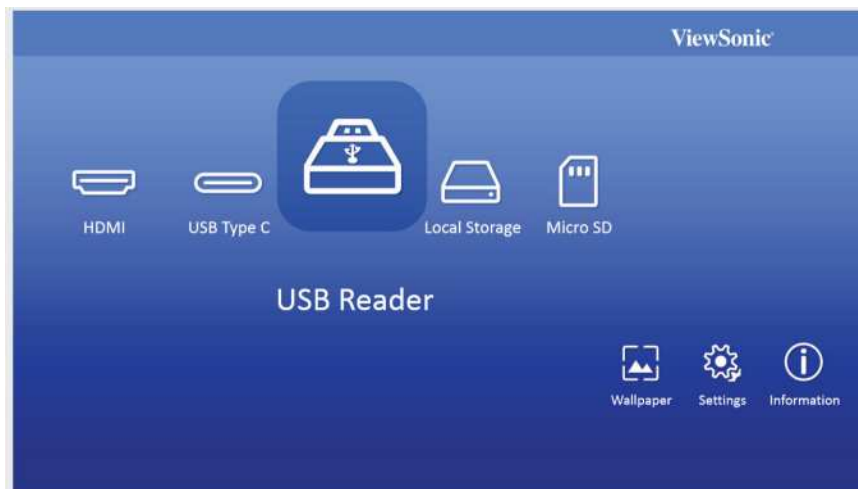 ViewSonic
HDMI
USB Type C
Local Storage
Micro SD
USB Reader
Wallpaper
Settings
Information